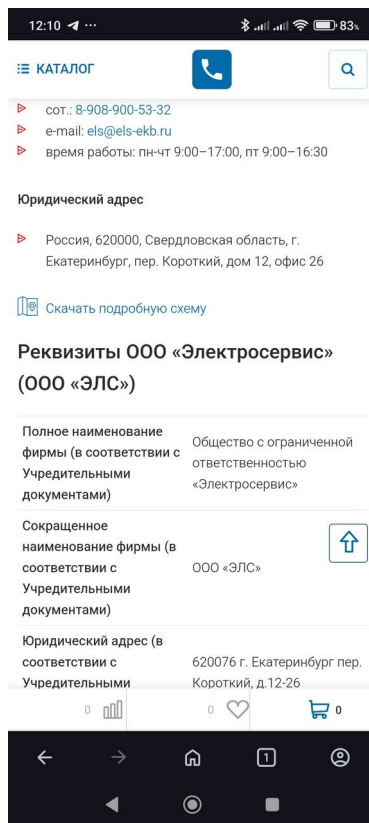 12:10
83%
КАТАЛОГ
сот.: 8-908-900-53-32
e-mail: els@els-ekb.ru
время работы: пн-чт 9:00–17:00, пт 9:00–16:30
Юридический адрес
Россия, 620000, Свердловская область, г.
Екатеринбург, пер. Короткий, дом 12, офис 26
Скачать подробную схему
Реквизиты ООО «Электросервис»
(ООО «ЭЛС»)
Полное наименование
фирмы (в соответствии с
Учредительными
документами)
Общество с ограниченной
ответственностью
«Электросервис»
Сокращенное
наименование фирмы (в
соответствии с
Учредительными
документами)
ООО «ЭЛС»
Юридический адрес (в
соответствии с
Учредительными
620076 г. Екатеринбург пер.
Короткий, д.12-26
0
0
0
1